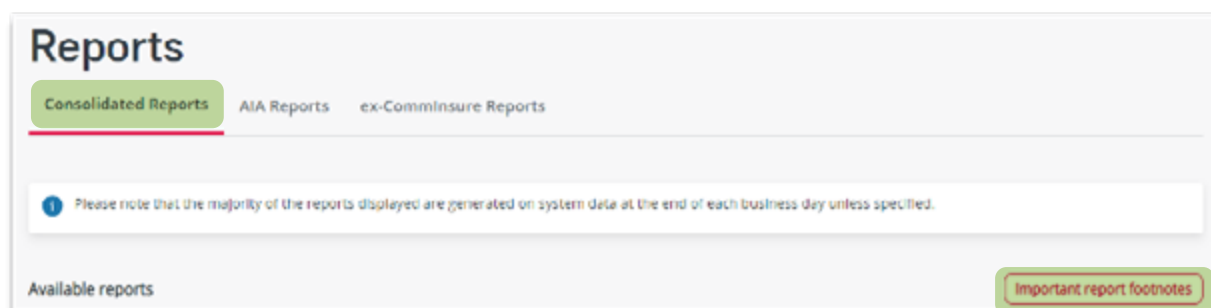 Reports
Consolidated Reports AIA Reports ex-CommInsure Reports
Please note that the majority of the reports displayed are generated on system data at the end of each business day unless specified.
Available reports Important report footnotes